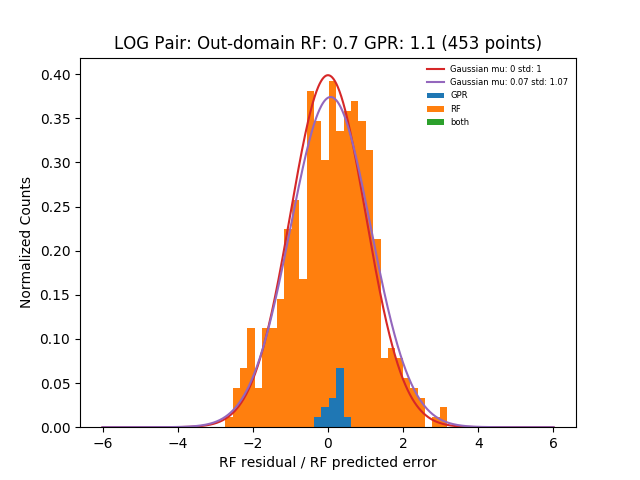 LOG Pair: Out-domain RF: 0.7 GPR: 1.1 (453 points)
Gaussian mu: 0 std: 1
Gaussian mu: 0.07 std: 1.07
GPR
RF
both
Normalized Counts
0.40
0.35
0.30
0.25
0.20
0.15
0.10
0.05
0.00
−6 −4 −2 0 2 4 6
RF residual / RF predicted error